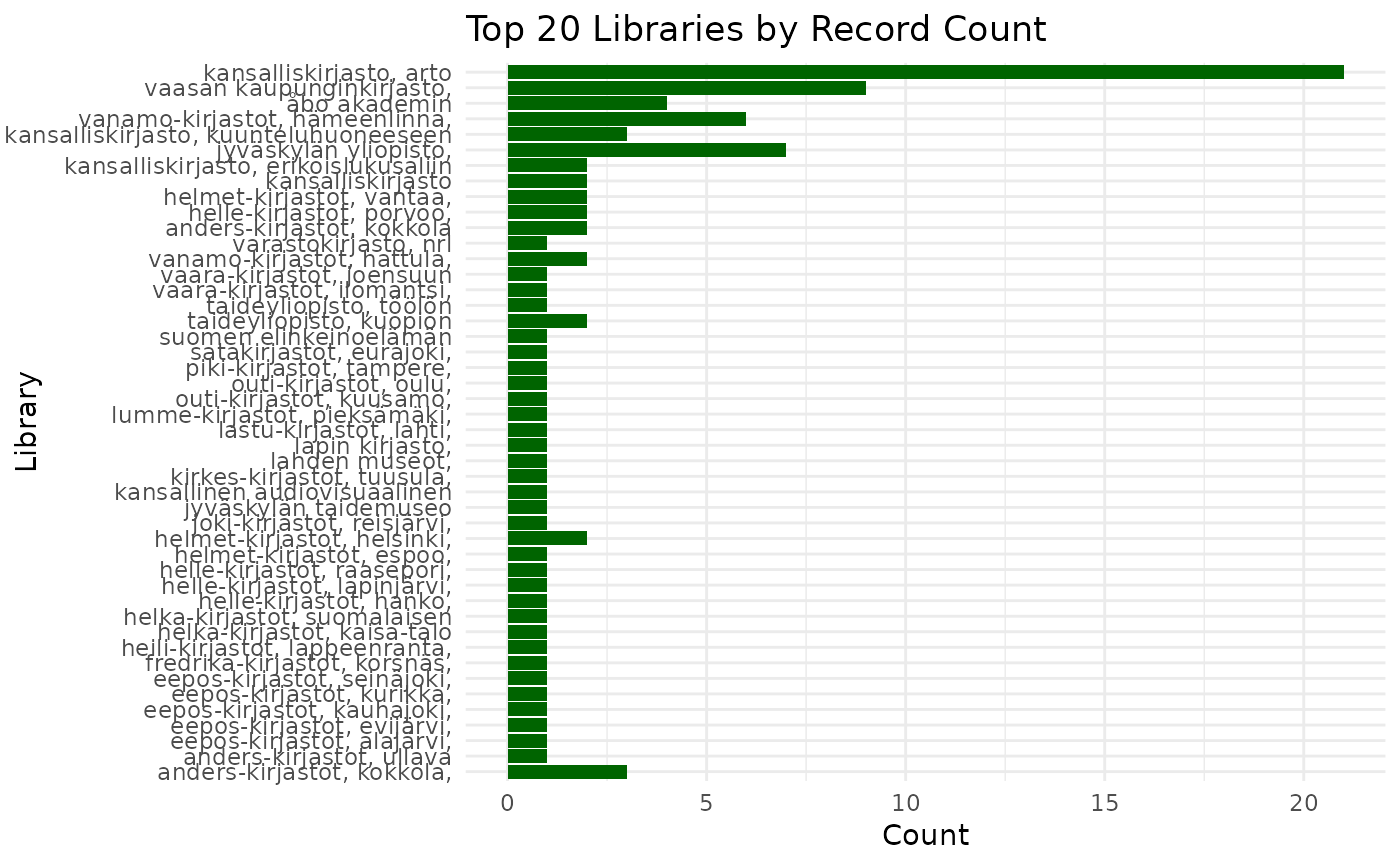 Top 20 Libraries by Record Count
kansalliskirjasto, arto
vaasan kaupunginkirjasto,
åbo akademin
vanamo-kirjastot, hämeenlinna,
kansalliskirjasto, kuunteluhuoneeseen
jyväskylän yliopisto,
kansalliskirjasto, erikoislukusaliin
kansalliskirjasto
helmet-kirjastot, vantaa,
helle-kirjastot, porvoo,
anders-kirjastot, kokkola
varastokirjasto, nrl
vanamo-kirjastot, hattula,
vaara-kirjastot, joensuun
vaara-kirjastot, ilomantsi,
taideyliopisto, töölön
taideyliopisto, kuopion
suomen elinkeinoelämän
satakirjastot, eurajoki,
piki-kirjastot, tampere,
outi-kirjastot, oulu,
outi-kirjastot, kuusamo,
lumme-kirjastot, pieksämäki,
lastu-kirjastot, lahti,
lapin kirjasto,
lahden museot,
kirkes-kirjastot, tuusula,
kansallinen audiovisuaalinen
jyväskylän taidemuseo
joki-kirjastot, reisjärvi,
helmet-kirjastot, helsinki,
helmet-kirjastot, espoo,
helle-kirjastot, raasepori,
helle-kirjastot, lapinjärvi,
helle-kirjastot, hanko,
helka-kirjastot, suomalaisen
helka-kirjastot, kaisa-talo
heili-kirjastot, lappeenranta,
fredrika-kirjastot, korsnäs,
eepos-kirjastot, seinäjoki,
eepos-kirjastot, kurikka,
eepos-kirjastot, kauhajoki,
eepos-kirjastot, evijärvi,
eepos-kirjastot, alajärvi,
anders-kirjastot, ullava
anders-kirjastot, kokkola,
Library
0 5 10 15 20
Count